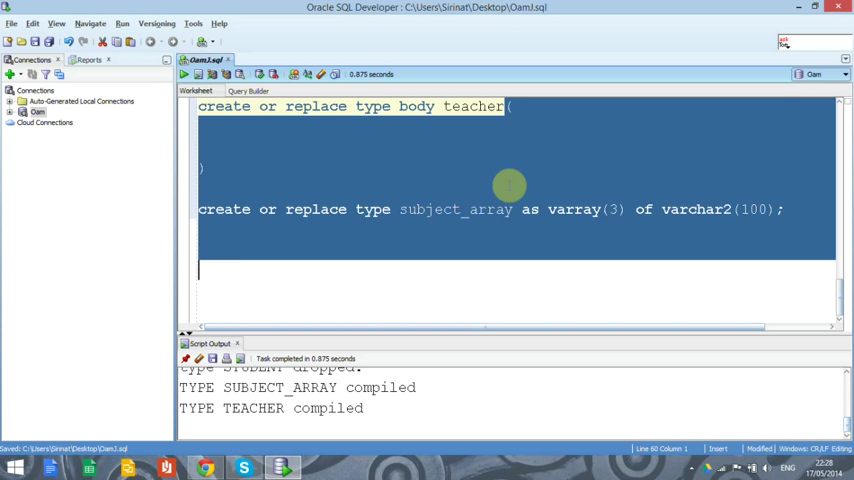 Oracle SQL Developer : C:\Users\Sirinat\Desktop\OamJ.sql
File Edit View Navigate Run Versioning Tools Help
Connections Reports OamJ.sql
0.875 seconds Oam
Worksheet Query Builder
Connections
Auto-Generated Local Connections
Oam
Cloud Connections
create or replace type body teacher(
)
create or replace type subject_array as varray(3) of varchar2(100);
Script Output
Task completed in 0.875 seconds
type STUDENT dropped.
TYPE SUBJECT_ARRAY compiled
TYPE TEACHER compiled
Saved: C:\Users\Sirinat\Desktop\OamJ.sql Line 60 Column 1 Insert Modified Windows: CR/LF Editing
ENG 22:28
17/05/2014